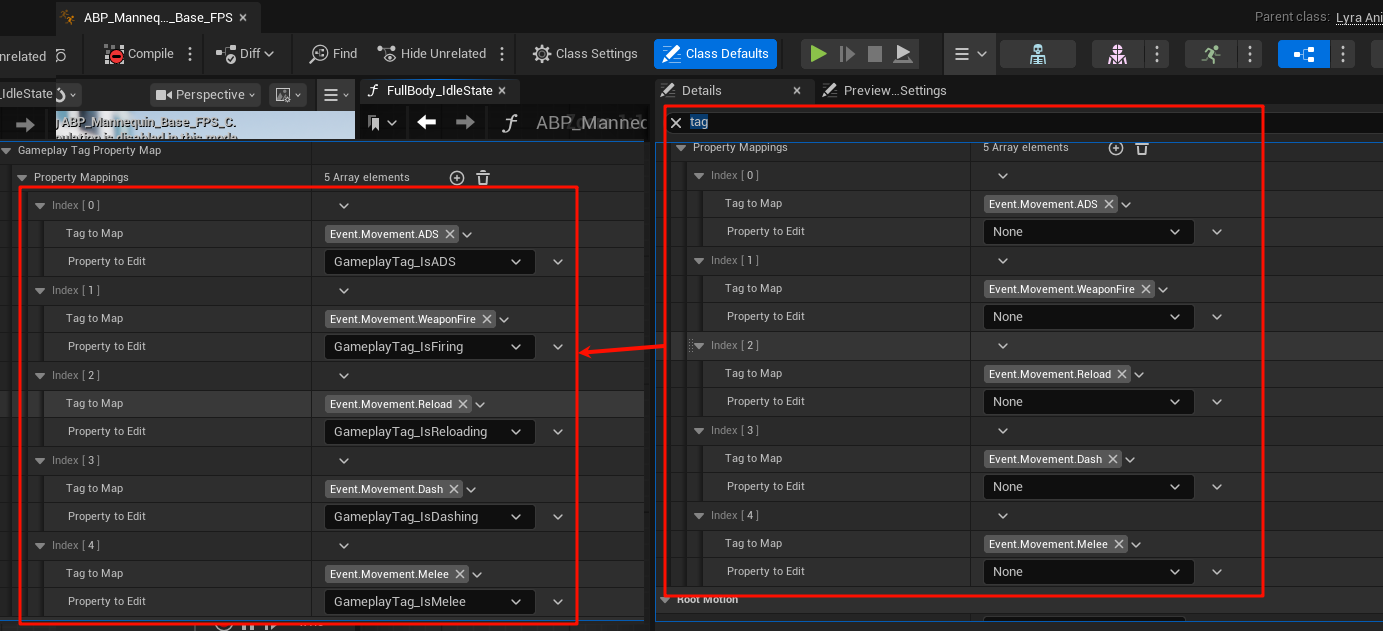 ABP_Mannequ…_Base_FPS
Parent class: Lyra Ani
nrelated
Compile
Diff
Find
Hide Unrelated
Class Settings
Class Defaults
_IdleState
Perspective
FullBody_IdleState
Details
Preview...Settings
ABP_Mannequin_Base_FPS_C.
ABP_Mannec
tag
Gameplay Tag Property Map
Property Mappings
5 Array elements
Index [ 0 ]
Tag to Map
Event.Movement.ADS
Property to Edit
GameplayTag_IsADS
Index [ 1 ]
Tag to Map
Event.Movement.WeaponFire
Property to Edit
GameplayTag_IsFiring
Index [ 2 ]
Tag to Map
Event.Movement.Reload
Property to Edit
GameplayTag_IsReloading
Index [ 3 ]
Tag to Map
Event.Movement.Dash
Property to Edit
GameplayTag_IsDashing
Index [ 4 ]
Tag to Map
Event.Movement.Melee
Property to Edit
GameplayTag_IsMelee
Property Mappings
5 Array elements
Index [ 0 ]
Tag to Map
Event.Movement.ADS
Property to Edit
None
Index [ 1 ]
Tag to Map
Event.Movement.WeaponFire
Property to Edit
None
Index [ 2 ]
Tag to Map
Event.Movement.Reload
Property to Edit
None
Index [ 3 ]
Tag to Map
Event.Movement.Dash
Property to Edit
None
Index [ 4 ]
Tag to Map
Event.Movement.Melee
Property to Edit
None
Root Motion